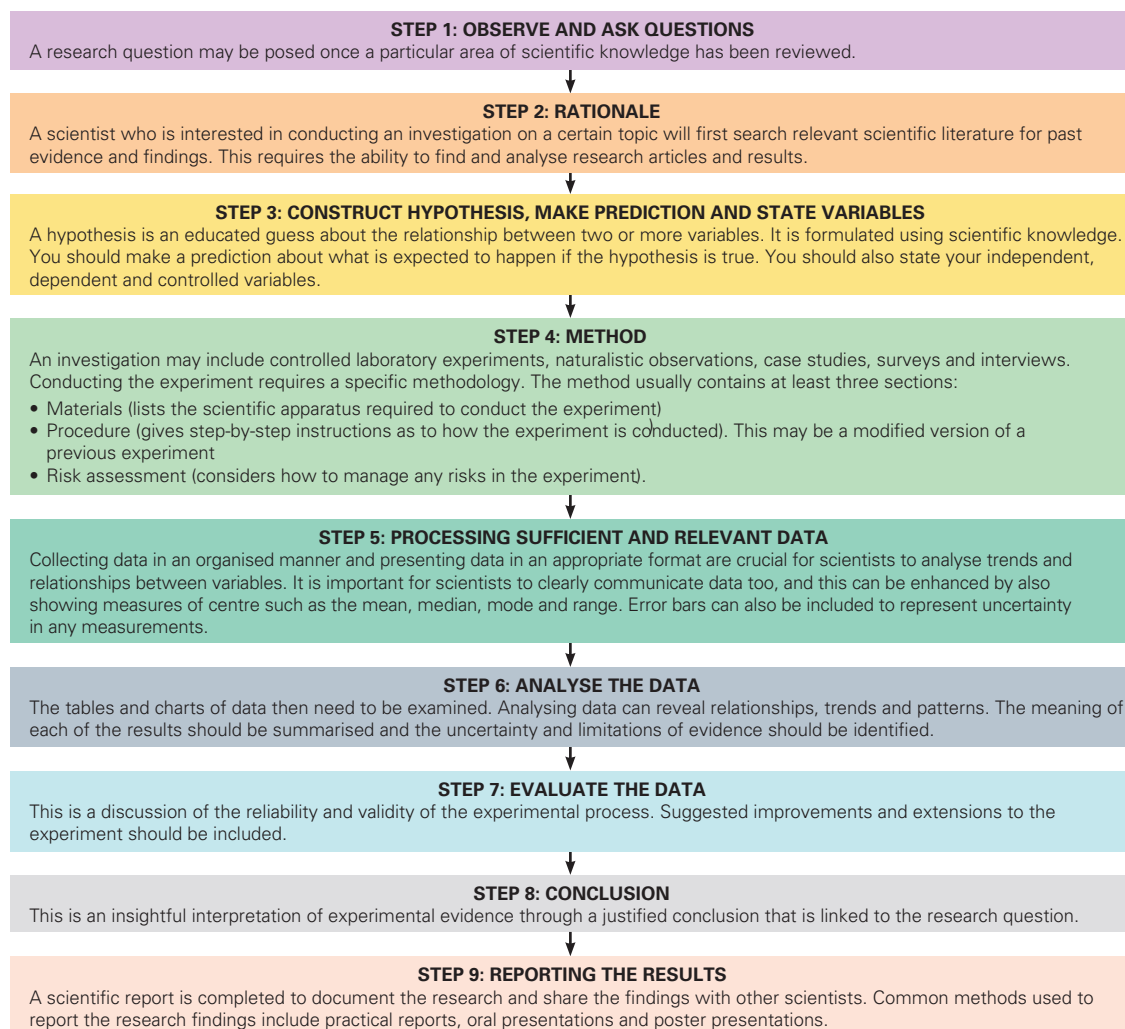 STEP 1: OBSERVE AND ASK QUESTIONS
A research question may be posed once a particular area of scientific knowledge has been reviewed.
STEP 2: RATIONALE
A scientist who is interested in conducting an investigation on a certain topic will first search relevant scientific literature for past
evidence and findings. This requires the ability to find and analyse research articles and results.
STEP 3: CONSTRUCT HYPOTHESIS, MAKE PREDICTION AND STATE VARIABLES
A hypothesis is an educated guess about the relationship between two or more variables. It is formulated using scientific knowledge.
You should make a prediction about what is expected to happen if the hypothesis is true. You should also state your independent,
dependent and controlled variables.
STEP 4: METHOD
An investigation may include controlled laboratory experiments, naturalistic observations, case studies, surveys and interviews.
Conducting the experiment requires a specific methodology. The method usually contains at least three sections:
• Materials (lists the scientific apparatus required to conduct the experiment)
• Procedure (gives step-by-step instructions as to how the experiment is conducted). This may be a modified version of a
previous experiment
• Risk assessment (considers how to manage any risks in the experiment).
STEP 5: PROCESSING SUFFICIENT AND RELEVANT DATA
Collecting data in an organised manner and presenting data in an appropriate format are crucial for scientists to analyse trends and
relationships between variables. It is important for scientists to clearly communicate data too, and this can be enhanced by also
showing measures of centre such as the mean, median, mode and range. Error bars can also be included to represent uncertainty
in any measurements.
STEP 6: ANALYSE THE DATA
The tables and charts of data then need to be examined. Analysing data can reveal relationships, trends and patterns. The meaning of
each of the results should be summarised and the uncertainty and limitations of evidence should be identified.
STEP 7: EVALUATE THE DATA
This is a discussion of the reliability and validity of the experimental process. Suggested improvements and extensions to the
experiment should be included.
STEP 8: CONCLUSION
This is an insightful interpretation of experimental evidence through a justified conclusion that is linked to the research question.
STEP 9: REPORTING THE RESULTS
A scientific report is completed to document the research and share the findings with other scientists. Common methods used to
report the research findings include practical reports, oral presentations and poster presentations.